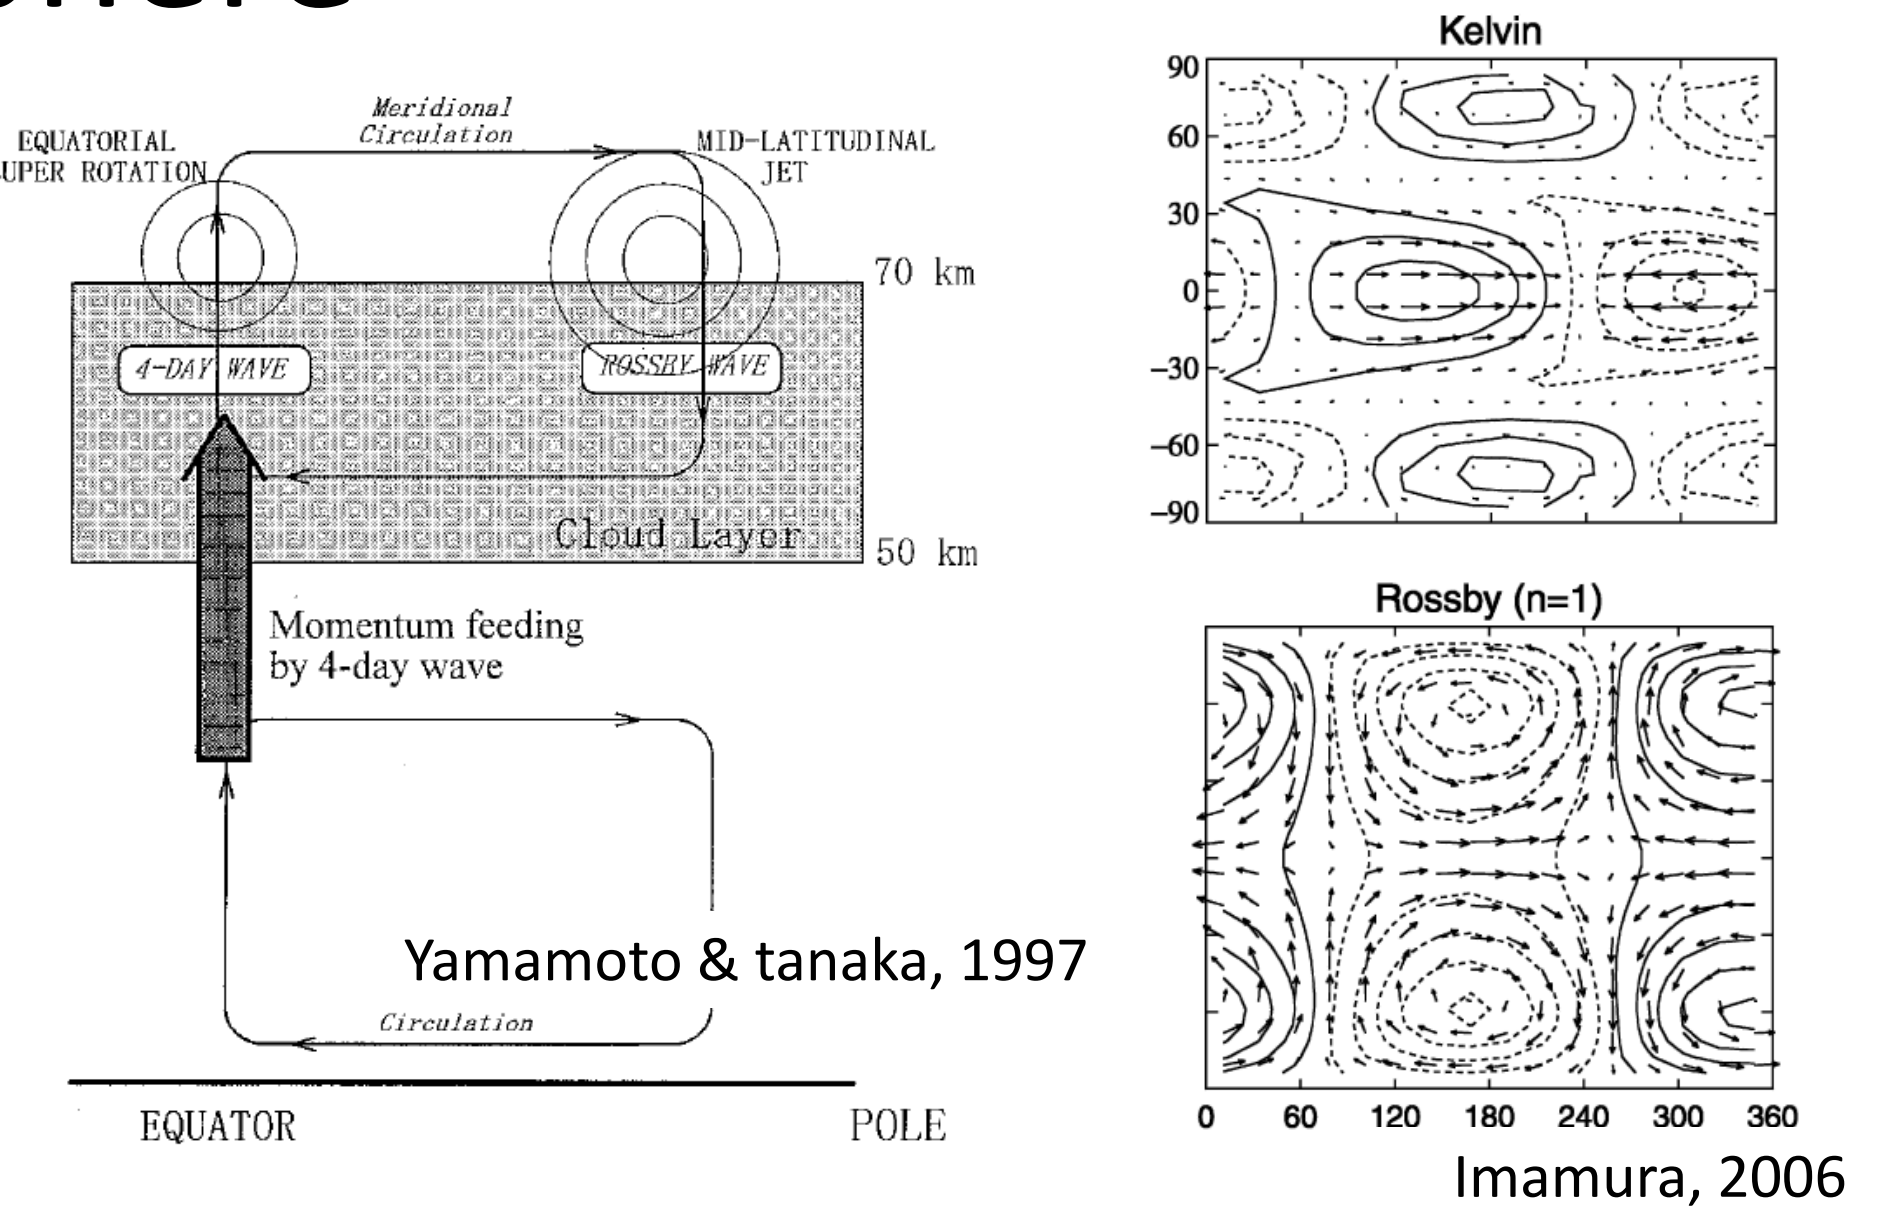 Meridional
Circulation
EQUATORIAL
UPER ROTATION
MID-LATITUDINAL
JET
70 km
4-DAY WAVE
ROSSBY WAVE
Cloud Layer
50 km
Momentum feeding
by 4-day wave
Yamamoto & tanaka, 1997
Circulation
EQUATOR
POLE
Kelvin
90
60
30
0
−30
−60
−90
Rossby (n=1)
0 60 120 180 240 300 360
Imamura, 2006